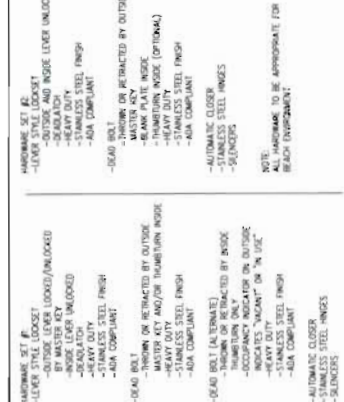 HARDWARE SET #1:
-LEVER STYLE LOCKSET
-OUTSIDE LEVER LOCKED/UNLOCKED
BY MASTER KEY
-INSIDE LEVER UNLOCKED
-DEADLATCH
-HEAVY DUTY
-STAINLESS STEEL FINISH
-ADA COMPLIANT
-DEAD BOLT
-THROWN OR RETRACTED BY OUTSIDE
MASTER KEY AND/OR THUMBTURN INSIDE
-HEAVY DUTY
-STAINLESS STEEL FINISH
-ADA COMPLIANT
-DEAD BOLT (ALTERNATE)
-THROWN OR RETRACTED BY INSIDE
THUMBTURN ONLY
-OCCUPANCY INDICATOR ON OUTSIDE
INDICATES "VACANT" OR "IN USE"
-HEAVY DUTY
-STAINLESS STEEL FINISH
-ADA COMPLIANT
-AUTOMATIC CLOSER
-STAINLESS STEEL HINGES
-SILENCERS
HARDWARE SET #2:
-LEVER STYLE LOCKSET
-OUTSIDE AND INSIDE LEVER UNLOC
-DEADLATCH
-HEAVY DUTY
-STAINLESS STEEL FINISH
-ADA COMPLIANT
-DEAD BOLT
-THROWN OR RETRACTED BY OUTSI
MASTER KEY
-BLANK PLATE INSIDE
-THUMBTURN INSIDE (OPTIONAL)
-HEAVY DUTY
-STAINLESS STEEL FINISH
-ADA COMPLIANT
-AUTOMATIC CLOSER
-STAINLESS STEEL HINGES
-SILENCERS
NOTE:
ALL HARDWARE TO BE APPROPRIATE FOR
BEACH ENVIRONMENT